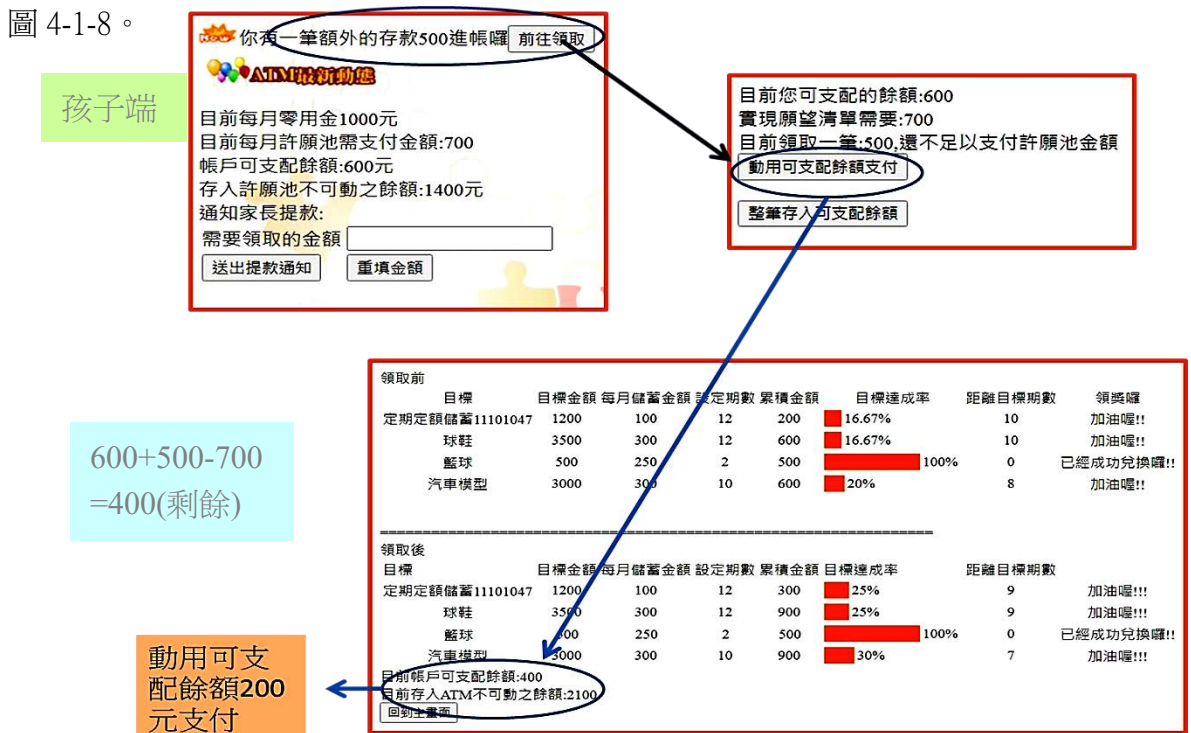 圖 4-1-8。
孩子端
New 你有一筆額外的存款500進帳囉 前往領取
ATM最新動態
目前每月零用金1000元
目前每月許願池需支付金額:700
帳戶可支配餘額:600元
存入許願池不可動之餘額:1400元
通知家長提款:
需要領取的金額
送出提款通知 重填金額
目前您可支配的餘額:600
實現願望清單需要:700
目前領取一筆:500,還不足以支付許願池金額
動用可支配餘額支付
整筆存入可支配餘額
600+500-700
=400(剩餘)
領取前
目標 目標金額 每月儲蓄金額 設定期數 累積金額 目標達成率 距離目標期數 領獎囉
定期定額儲蓄11101047 1200 100 12 200 16.67% 10 加油喔!!
球鞋 3500 300 12 600 16.67% 10 加油喔!!
籃球 500 250 2 500 100% 0 已經成功兌換囉!!
汽車模型 3000 300 10 600 20% 8 加油喔!!
領取後
目標 目標金額 每月儲蓄金額 設定期數 累積金額 目標達成率 距離目標期數
定期定額儲蓄11101047 1200 100 12 300 25% 9 加油喔!!!
球鞋 3500 300 12 900 25% 9 加油喔!!!
籃球 500 250 2 500 100% 0 已經成功兌換囉!!
汽車模型 3000 300 10 900 30% 7 加油喔!!!
目前帳戶可支配餘額:400
目前存入ATM不可動之餘額:2100
回到主畫面
動用可支
配餘額200
元支付